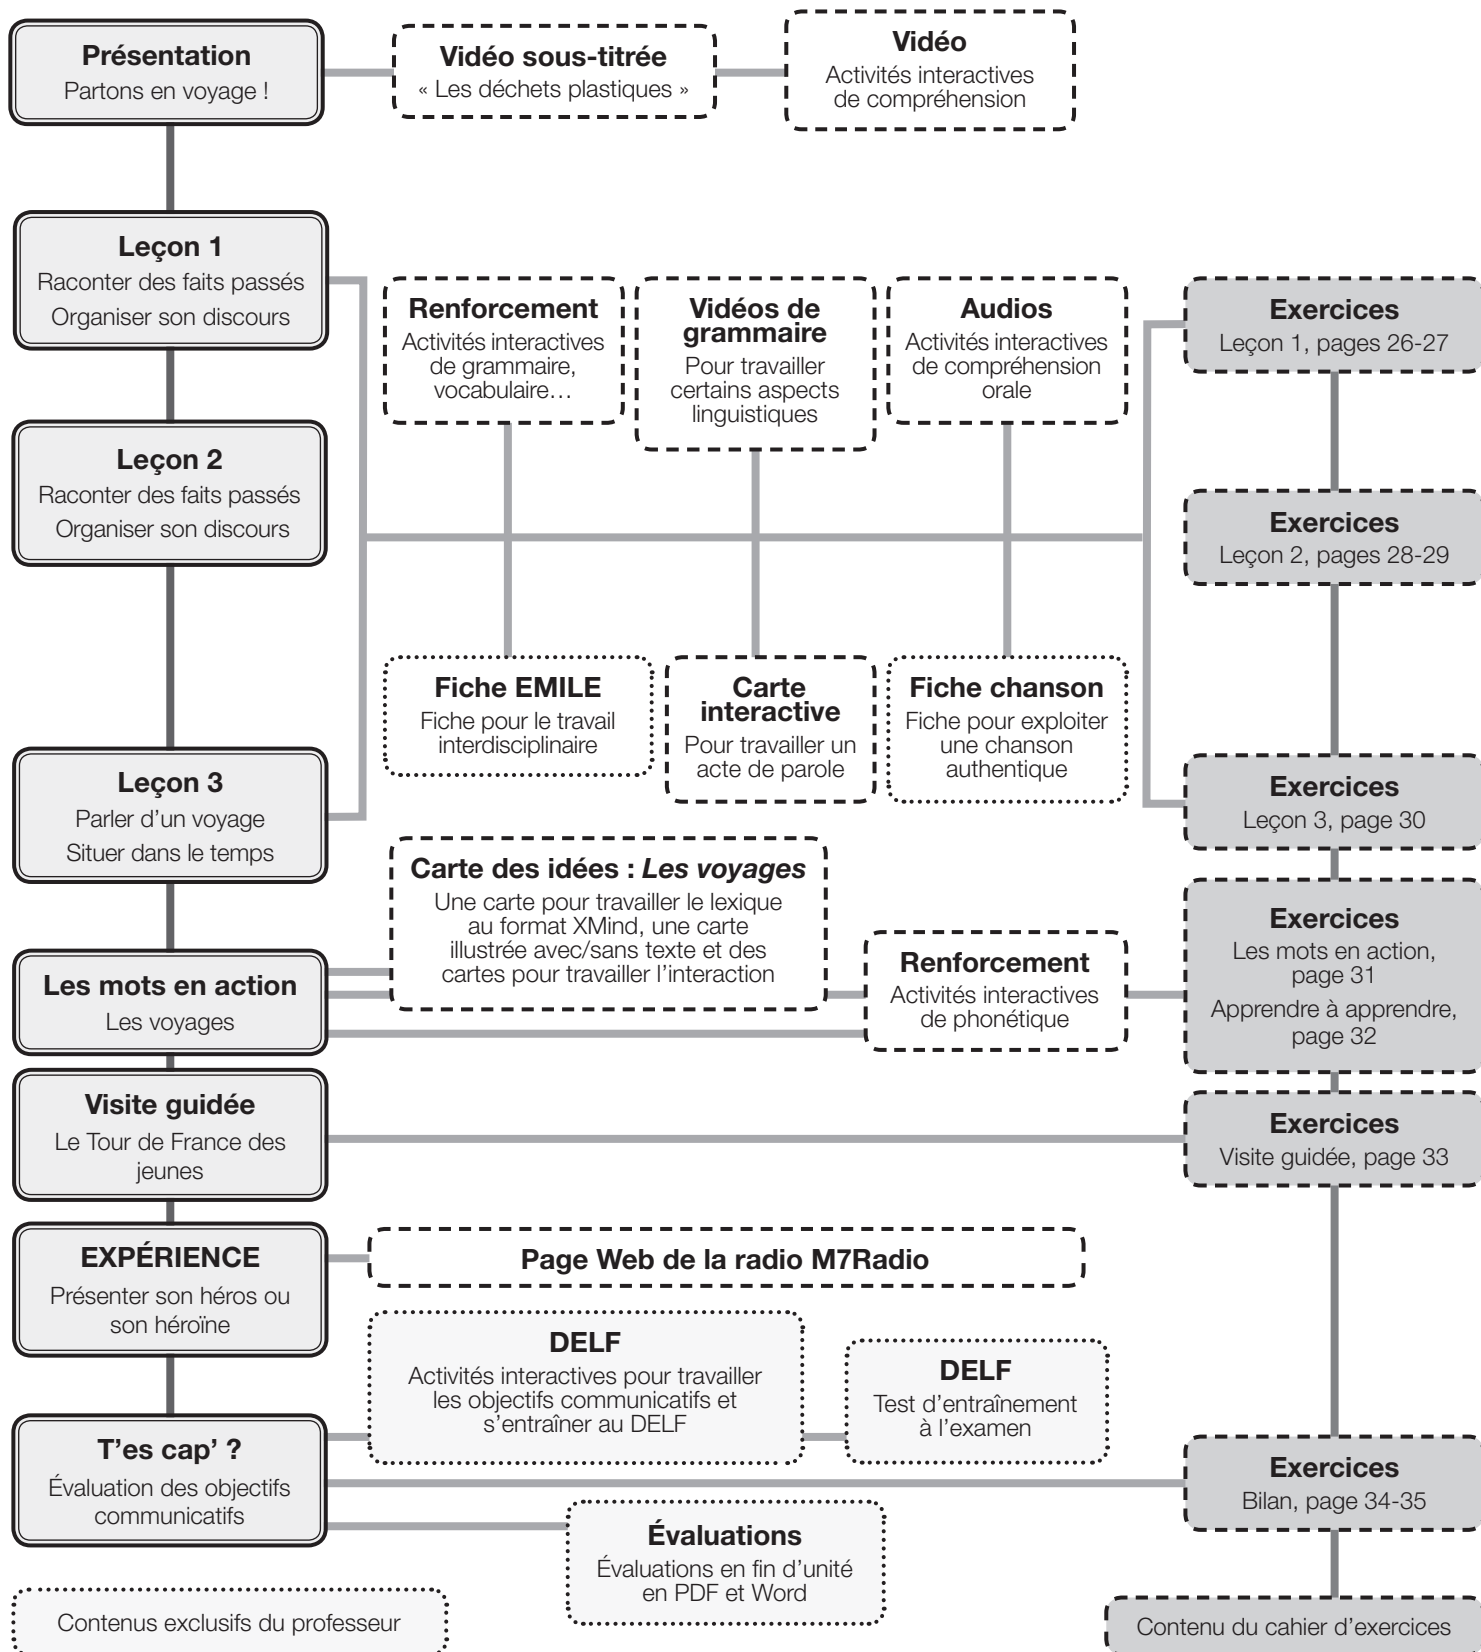 Présentation
Partons en voyage !
Vidéo sous-titrée
« Les déchets plastiques »
Vidéo
Activités interactives
de compréhension
Leçon 1
Raconter des faits passés
Organiser son discours
Renforcement
Activités interactives
de grammaire,
vocabulaire…
Vidéos de
grammaire
Pour travailler
certains aspects
linguistiques
Audios
Activités interactives
de compréhension
orale
Exercices
Leçon 1, pages 26-27
Leçon 2
Raconter des faits passés
Organiser son discours
Exercices
Leçon 2, pages 28-29
Fiche EMILE
Fiche pour le travail
interdisciplinaire
Carte
interactive
Pour travailler un
acte de parole
Fiche chanson
Fiche pour exploiter
une chanson
authentique
Leçon 3
Parler d’un voyage
Situer dans le temps
Exercices
Leçon 3, page 30
Carte des idées : Les voyages
Une carte pour travailler le lexique
au format XMind, une carte
illustrée avec/sans texte et des
cartes pour travailler l’interaction
Les mots en action
Les voyages
Renforcement
Activités interactives
de phonétique
Exercices
Les mots en action,
page 31
Apprendre à apprendre,
page 32
Visite guidée
Le Tour de France des
jeunes
Exercices
Visite guidée, page 33
EXPÉRIENCE
Présenter son héros ou
son héroïne
Page Web de la radio M7Radio
DELF
Activités interactives pour travailler
les objectifs communicatifs et
s’entraîner au DELF
DELF
Test d’entraînement
à l’examen
T’es cap’ ?
Évaluation des objectifs
communicatifs
Exercices
Bilan, page 34-35
Évaluations
Évaluations en fin d’unité
en PDF et Word
Contenus exclusifs du professeur
Contenu du cahier d’exercices